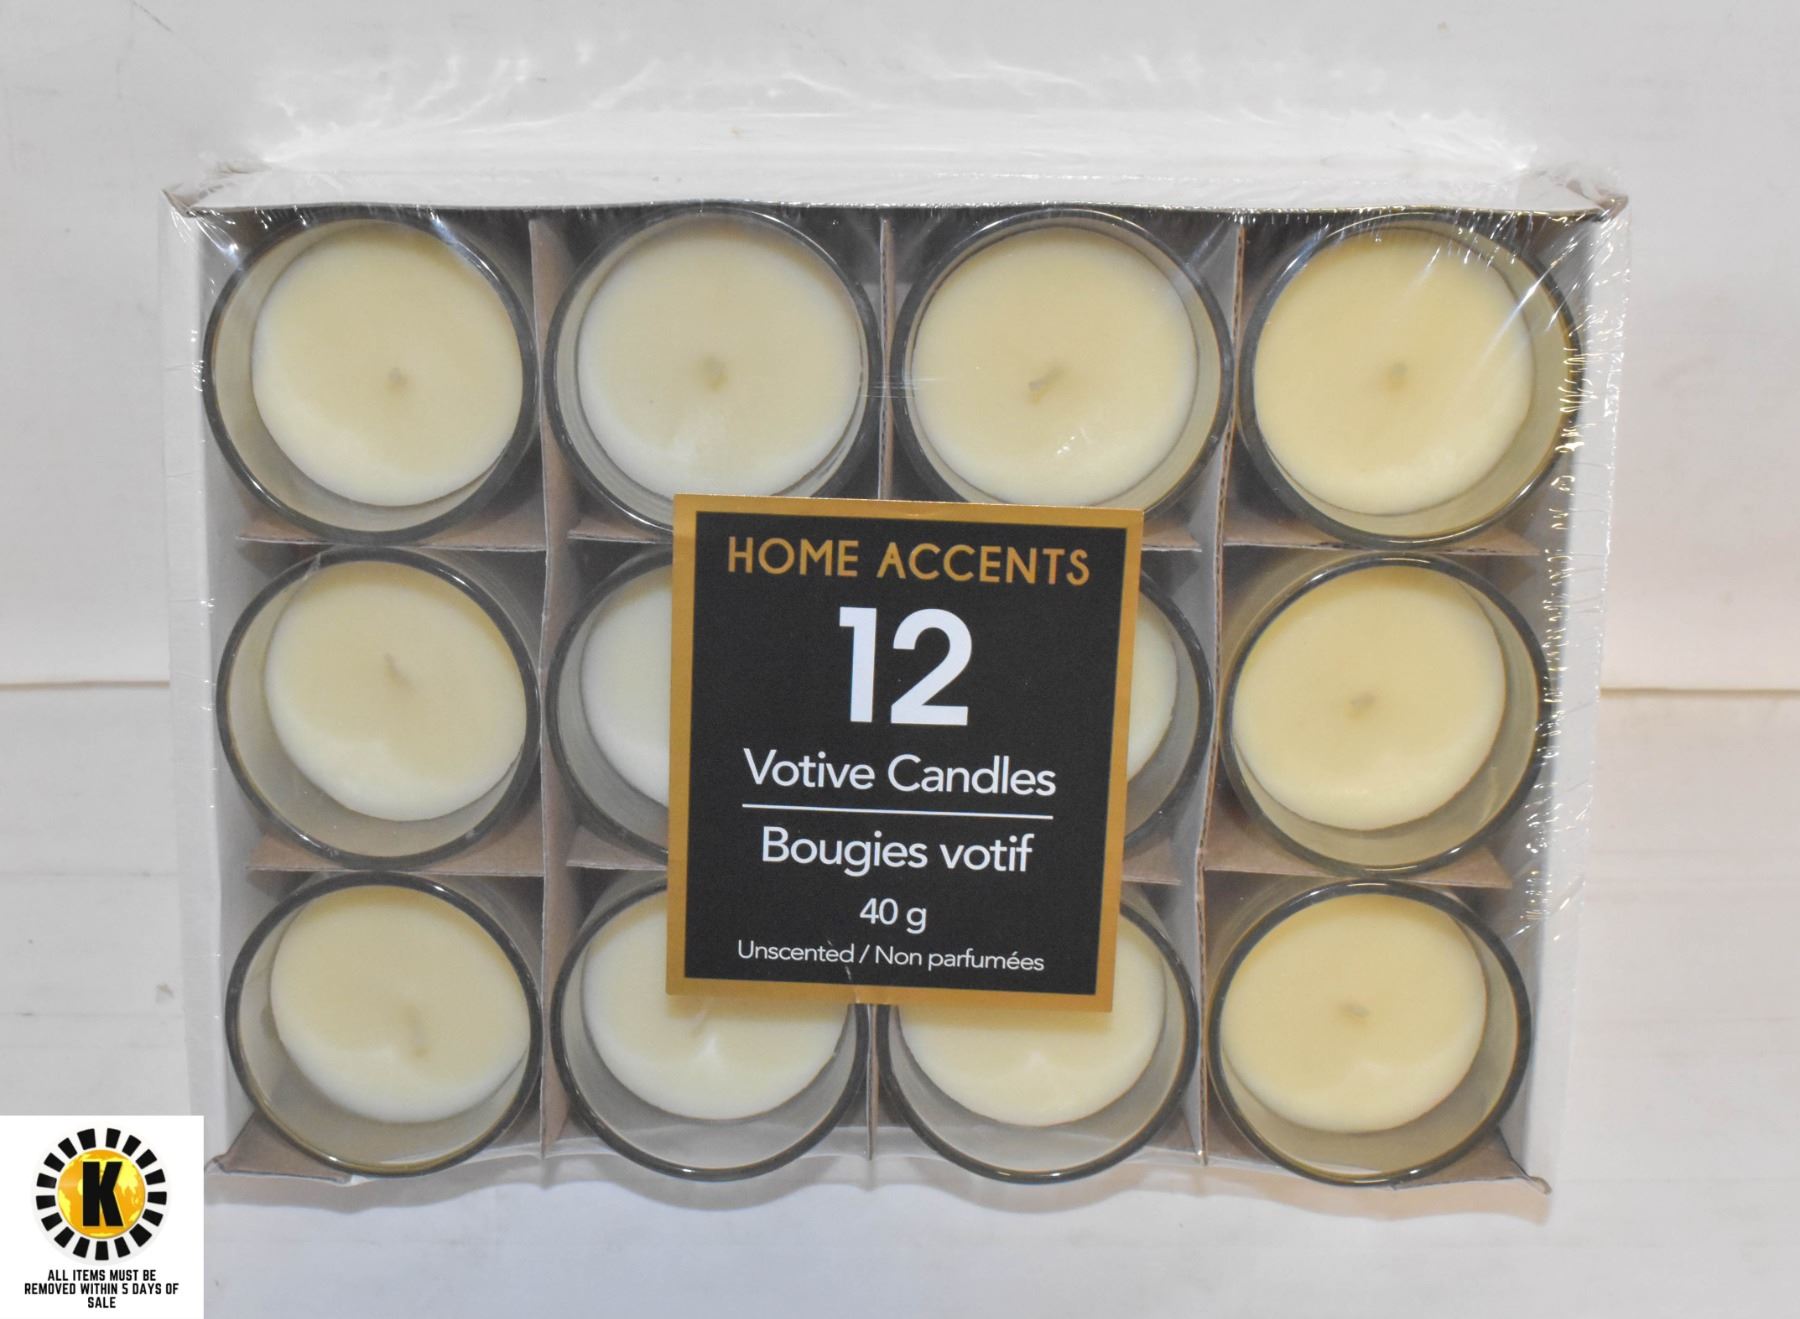 HOME ACCENTS
12
Votive Candles
Bougies votif
40 g
Unscented / Non parfumées
K
ALL ITEMS MUST BE
REMOVED WITHIN 5 DAYS OF
SALE